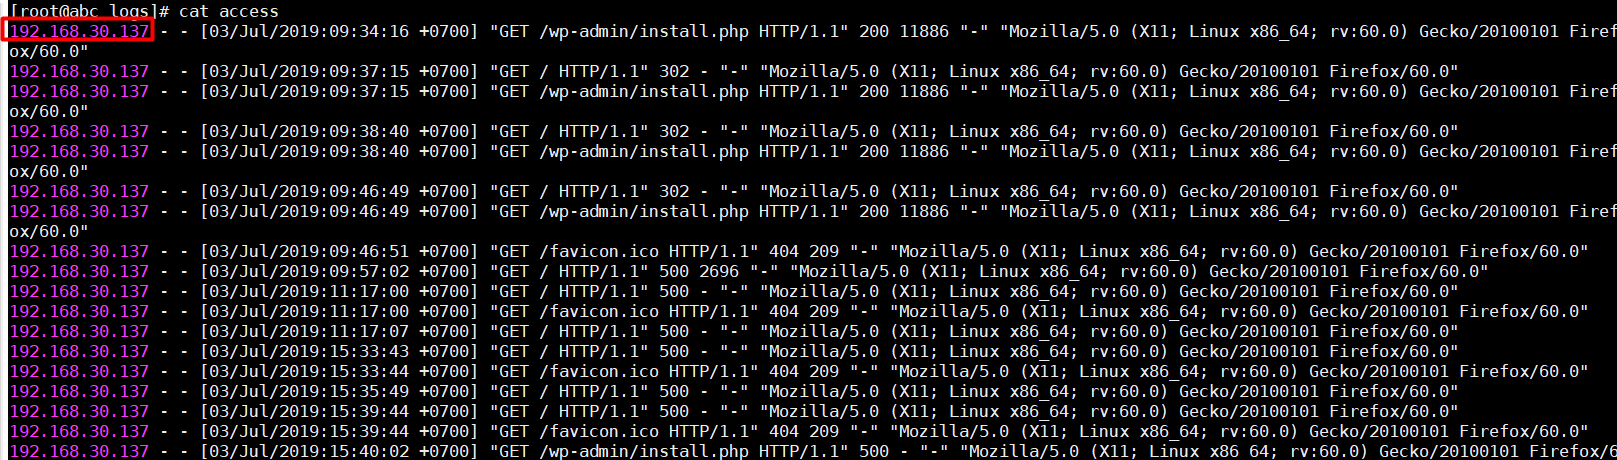 [root@abc logs]# cat access
192.168.30.137 - - [03/Jul/2019:09:34:16 +0700] "GET /wp-admin/install.php HTTP/1.1" 200 11886 "-" "Mozilla/5.0 (X11; Linux x86_64; rv:60.0) Gecko/20100101 Firef
ox/60.0"
192.168.30.137 - - [03/Jul/2019:09:37:15 +0700] "GET / HTTP/1.1" 302 - "-" "Mozilla/5.0 (X11; Linux x86_64; rv:60.0) Gecko/20100101 Firefox/60.0"
192.168.30.137 - - [03/Jul/2019:09:37:15 +0700] "GET /wp-admin/install.php HTTP/1.1" 200 11886 "-" "Mozilla/5.0 (X11; Linux x86_64; rv:60.0) Gecko/20100101 Firef
ox/60.0"
192.168.30.137 - - [03/Jul/2019:09:38:40 +0700] "GET / HTTP/1.1" 302 - "-" "Mozilla/5.0 (X11; Linux x86_64; rv:60.0) Gecko/20100101 Firefox/60.0"
192.168.30.137 - - [03/Jul/2019:09:38:40 +0700] "GET /wp-admin/install.php HTTP/1.1" 200 11886 "-" "Mozilla/5.0 (X11; Linux x86_64; rv:60.0) Gecko/20100101 Firef
ox/60.0"
192.168.30.137 - - [03/Jul/2019:09:46:49 +0700] "GET / HTTP/1.1" 302 - "-" "Mozilla/5.0 (X11; Linux x86_64; rv:60.0) Gecko/20100101 Firefox/60.0"
192.168.30.137 - - [03/Jul/2019:09:46:49 +0700] "GET /wp-admin/install.php HTTP/1.1" 200 11886 "-" "Mozilla/5.0 (X11; Linux x86_64; rv:60.0) Gecko/20100101 Firef
ox/60.0"
192.168.30.137 - - [03/Jul/2019:09:46:51 +0700] "GET /favicon.ico HTTP/1.1" 404 209 "-" "Mozilla/5.0 (X11; Linux x86_64; rv:60.0) Gecko/20100101 Firefox/60.0"
192.168.30.137 - - [03/Jul/2019:09:57:02 +0700] "GET / HTTP/1.1" 500 2696 "-" "Mozilla/5.0 (X11; Linux x86_64; rv:60.0) Gecko/20100101 Firefox/60.0"
192.168.30.137 - - [03/Jul/2019:11:17:00 +0700] "GET / HTTP/1.1" 500 - "-" "Mozilla/5.0 (X11; Linux x86_64; rv:60.0) Gecko/20100101 Firefox/60.0"
192.168.30.137 - - [03/Jul/2019:11:17:00 +0700] "GET /favicon.ico HTTP/1.1" 404 209 "-" "Mozilla/5.0 (X11; Linux x86_64; rv:60.0) Gecko/20100101 Firefox/60.0"
192.168.30.137 - - [03/Jul/2019:11:17:07 +0700] "GET / HTTP/1.1" 500 - "-" "Mozilla/5.0 (X11; Linux x86_64; rv:60.0) Gecko/20100101 Firefox/60.0"
192.168.30.137 - - [03/Jul/2019:15:33:43 +0700] "GET / HTTP/1.1" 500 - "-" "Mozilla/5.0 (X11; Linux x86_64; rv:60.0) Gecko/20100101 Firefox/60.0"
192.168.30.137 - - [03/Jul/2019:15:33:44 +0700] "GET /favicon.ico HTTP/1.1" 404 209 "-" "Mozilla/5.0 (X11; Linux x86_64; rv:60.0) Gecko/20100101 Firefox/60.0"
192.168.30.137 - - [03/Jul/2019:15:35:49 +0700] "GET / HTTP/1.1" 500 - "-" "Mozilla/5.0 (X11; Linux x86_64; rv:60.0) Gecko/20100101 Firefox/60.0"
192.168.30.137 - - [03/Jul/2019:15:39:44 +0700] "GET / HTTP/1.1" 500 - "-" "Mozilla/5.0 (X11; Linux x86_64; rv:60.0) Gecko/20100101 Firefox/60.0"
192.168.30.137 - - [03/Jul/2019:15:39:44 +0700] "GET /favicon.ico HTTP/1.1" 404 209 "-" "Mozilla/5.0 (X11; Linux x86_64; rv:60.0) Gecko/20100101 Firefox/60.0"
192.168.30.137 - - [03/Jul/2019:15:40:02 +0700] "GET /wp-admin/install.php HTTP/1.1" 500 - "-" "Mozilla/5.0 (X11; Linux x86_64; rv:60.0) Gecko/20100101 Firefox/6